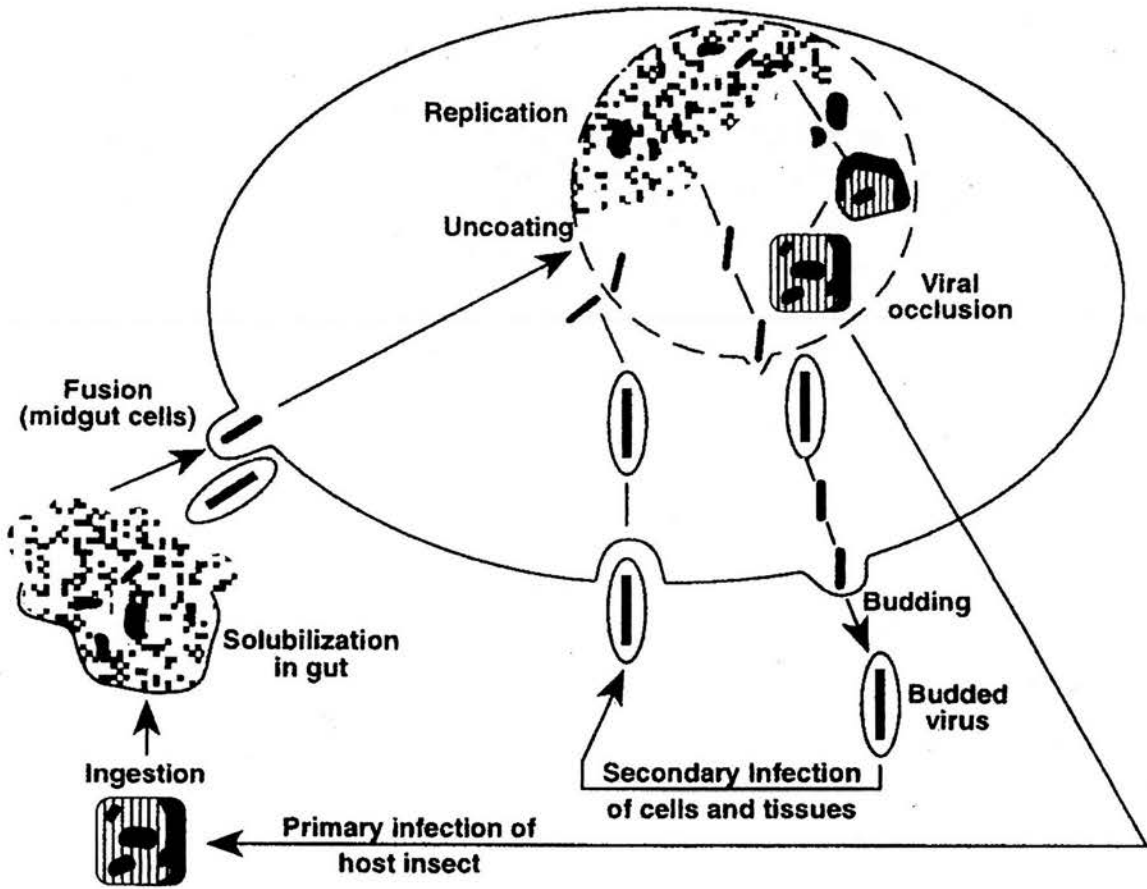 Replication
Uncoating
Viral
occlusion
Fusion
(midgut cells)
Solubilization
in gut
Budding
Budded
virus
Ingestion
Secondary Infection
of cells and tissues
Primary infection of
host insect